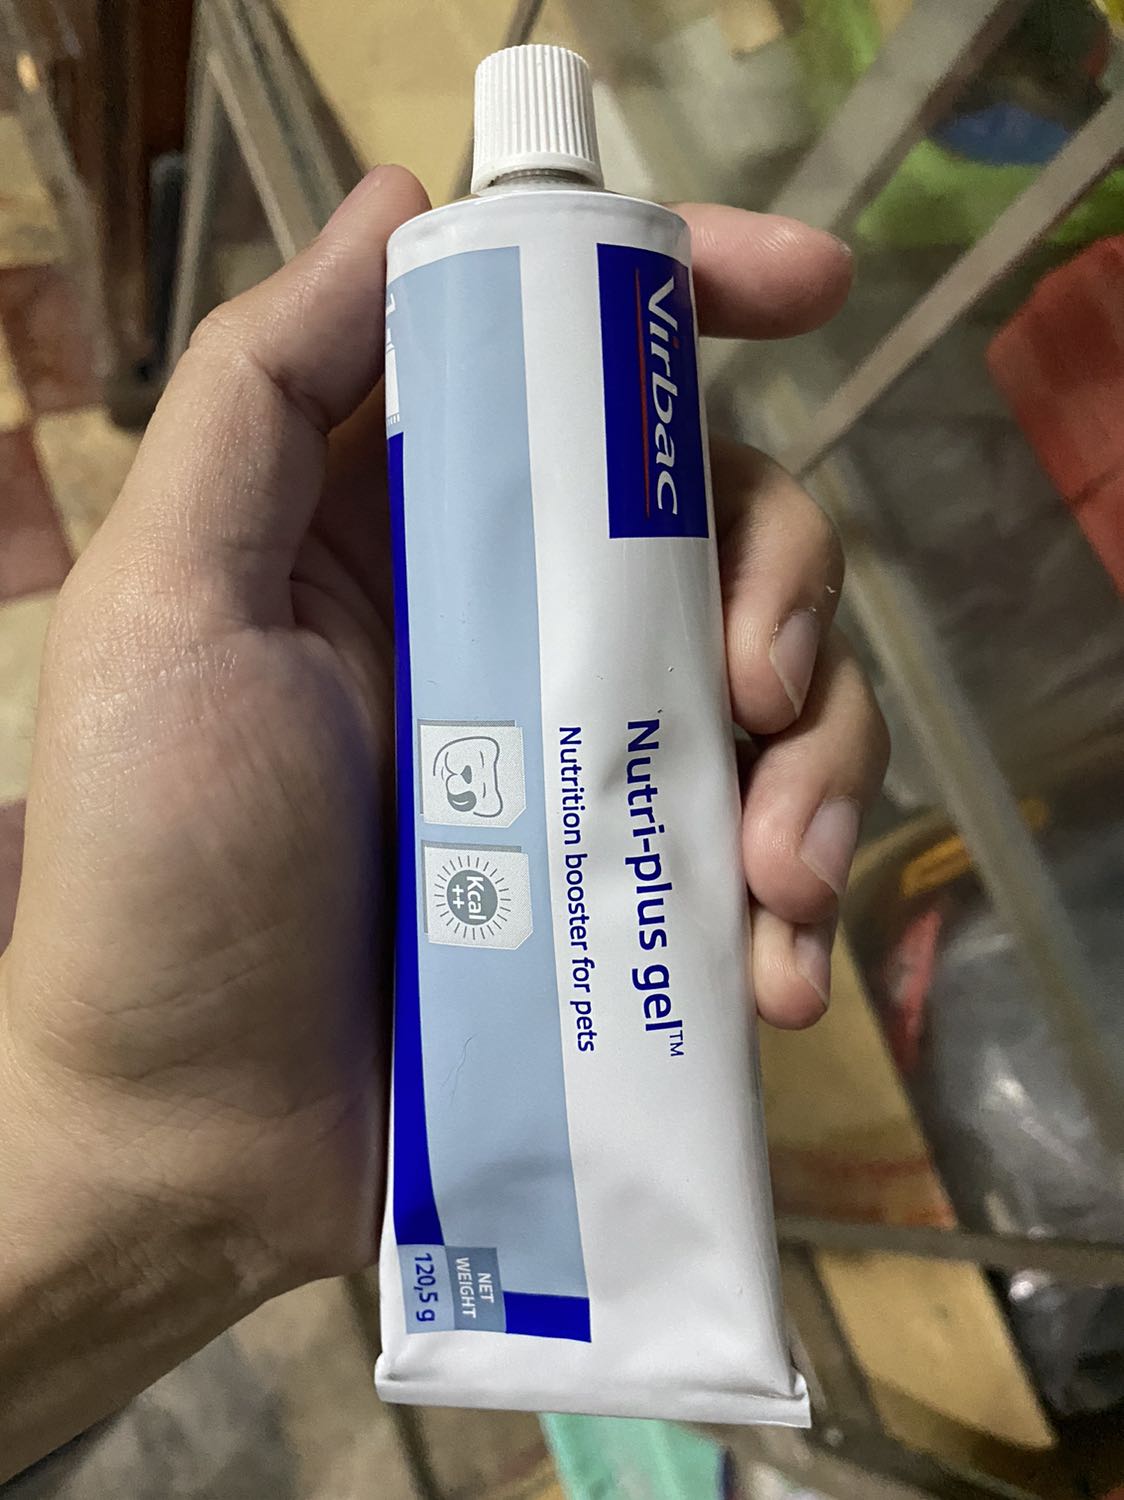 Virbac
Nutri-plus gel™
Nutrition booster for pets
Kcal
++
NET
WEIGHT
120,5 g